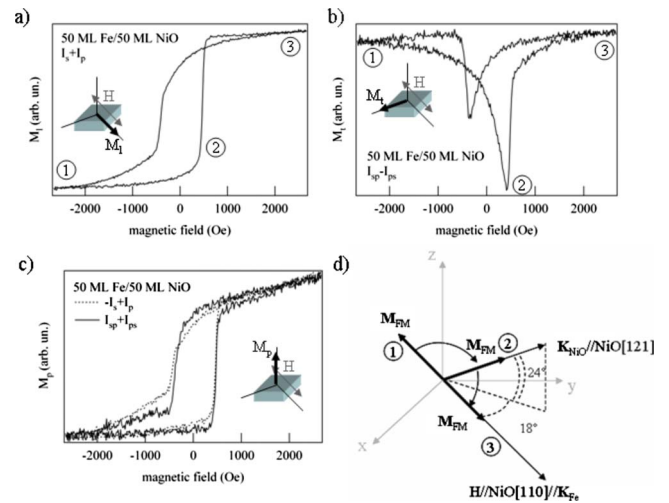 a)
50 ML Fe/50 ML NiO
Is+Ip
H
Ml
1
2
3
Ml (arb. un.)
-2000 -1000 0 1000 2000
magnetic field (Oe)
b)
1
3
H
Mt
50 ML Fe/50 ML NiO
Isp-Ips
2
Mt (arb. un.)
-2000 -1000 0 1000 2000
magnetic field (Oe)
c)
50 ML Fe/50 ML NiO
-Is+Ip
Isp+Ips
Mp
H
Mp (arb. un.)
-2000 -1000 0 1000 2000
magnetic field (Oe)
d)
z
MFM
1
MFM
2
KNiO//NiO[121]
24°
y
18°
MFM
3
x
H//NiO[110]//KFe